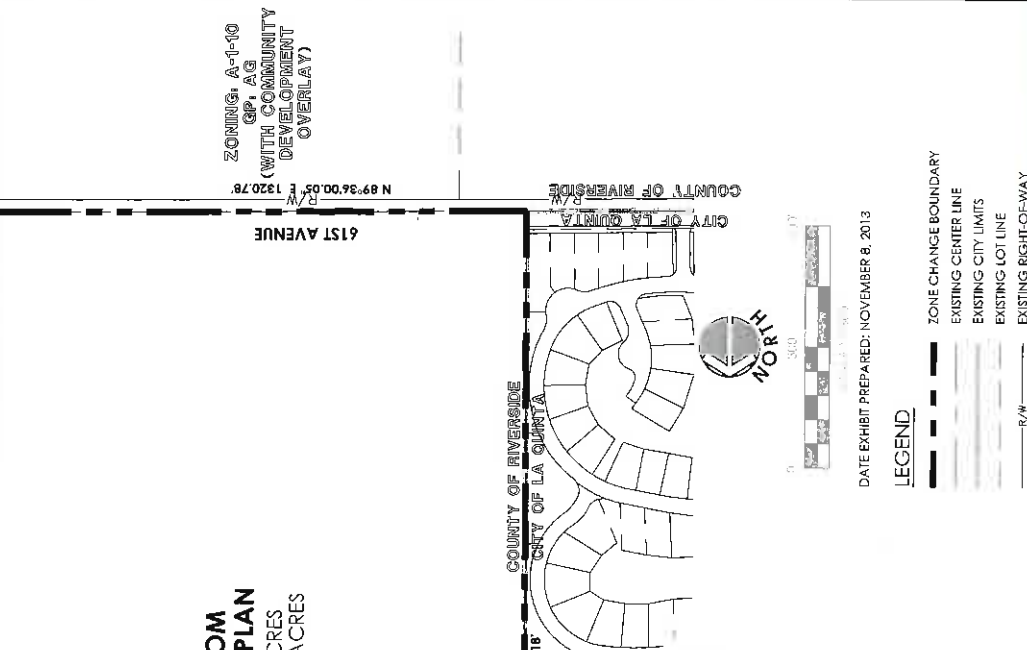 ZONING: A-1-10
GP: AG
(WITH COMMUNITY
DEVELOPMENT
OVERLAY)
N 89°36'00.05" E 1320.78'
R/W
61ST AVENUE
COUNTY OF RIVERSIDE
R/W
CITY OF LA QUINTA
COUNTY OF RIVERSIDE
CITY OF LA QUINTA
OM
PLAN
CRES
ACRES
18'
NORTH
0
300
DATE EXHIBIT PREPARED: NOVEMBER 8, 2013
LEGEND
ZONE CHANGE BOUNDARY
EXISTING CENTER LINE
EXISTING CITY LIMITS
EXISTING LOT LINE
R/W
EXISTING RIGHT-OF-WAY